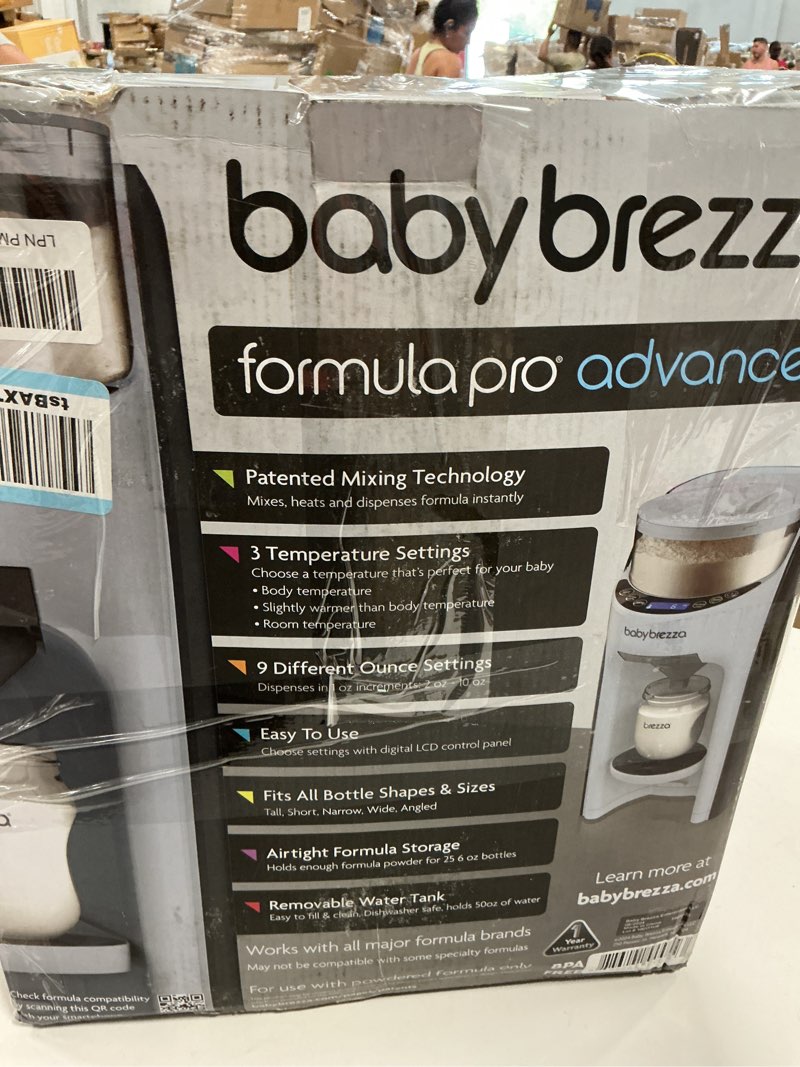 LPN PM
tsBAX
baby brezz
formula pro® advance
Patented Mixing Technology
Mixes, heats and dispenses formula instantly
3 Temperature Settings
Choose a temperature that's perfect for your baby
• Body temperature
• Slightly warmer than body temperature
• Room temperature
9 Different Ounce Settings
Dispenses in 1 oz increments: 2 oz - 10 oz
Easy To Use
Choose settings with digital LCD control panel
Fits All Bottle Shapes & Sizes
Tall, Short, Narrow, Wide, Angled
Airtight Formula Storage
Holds enough formula powder for 25 6 oz bottles
Removable Water Tank
Easy to fill & clean, Dishwasher safe, holds 50oz of water
Works with all major formula brands
May not be compatible with some specialty formulas
For use with powdered formula only
babybrezza
brezza
Learn more at
babybrezza.com
1
Year
Warranty
BPA
FREE
a
Check formula compatibility
by scanning this QR code